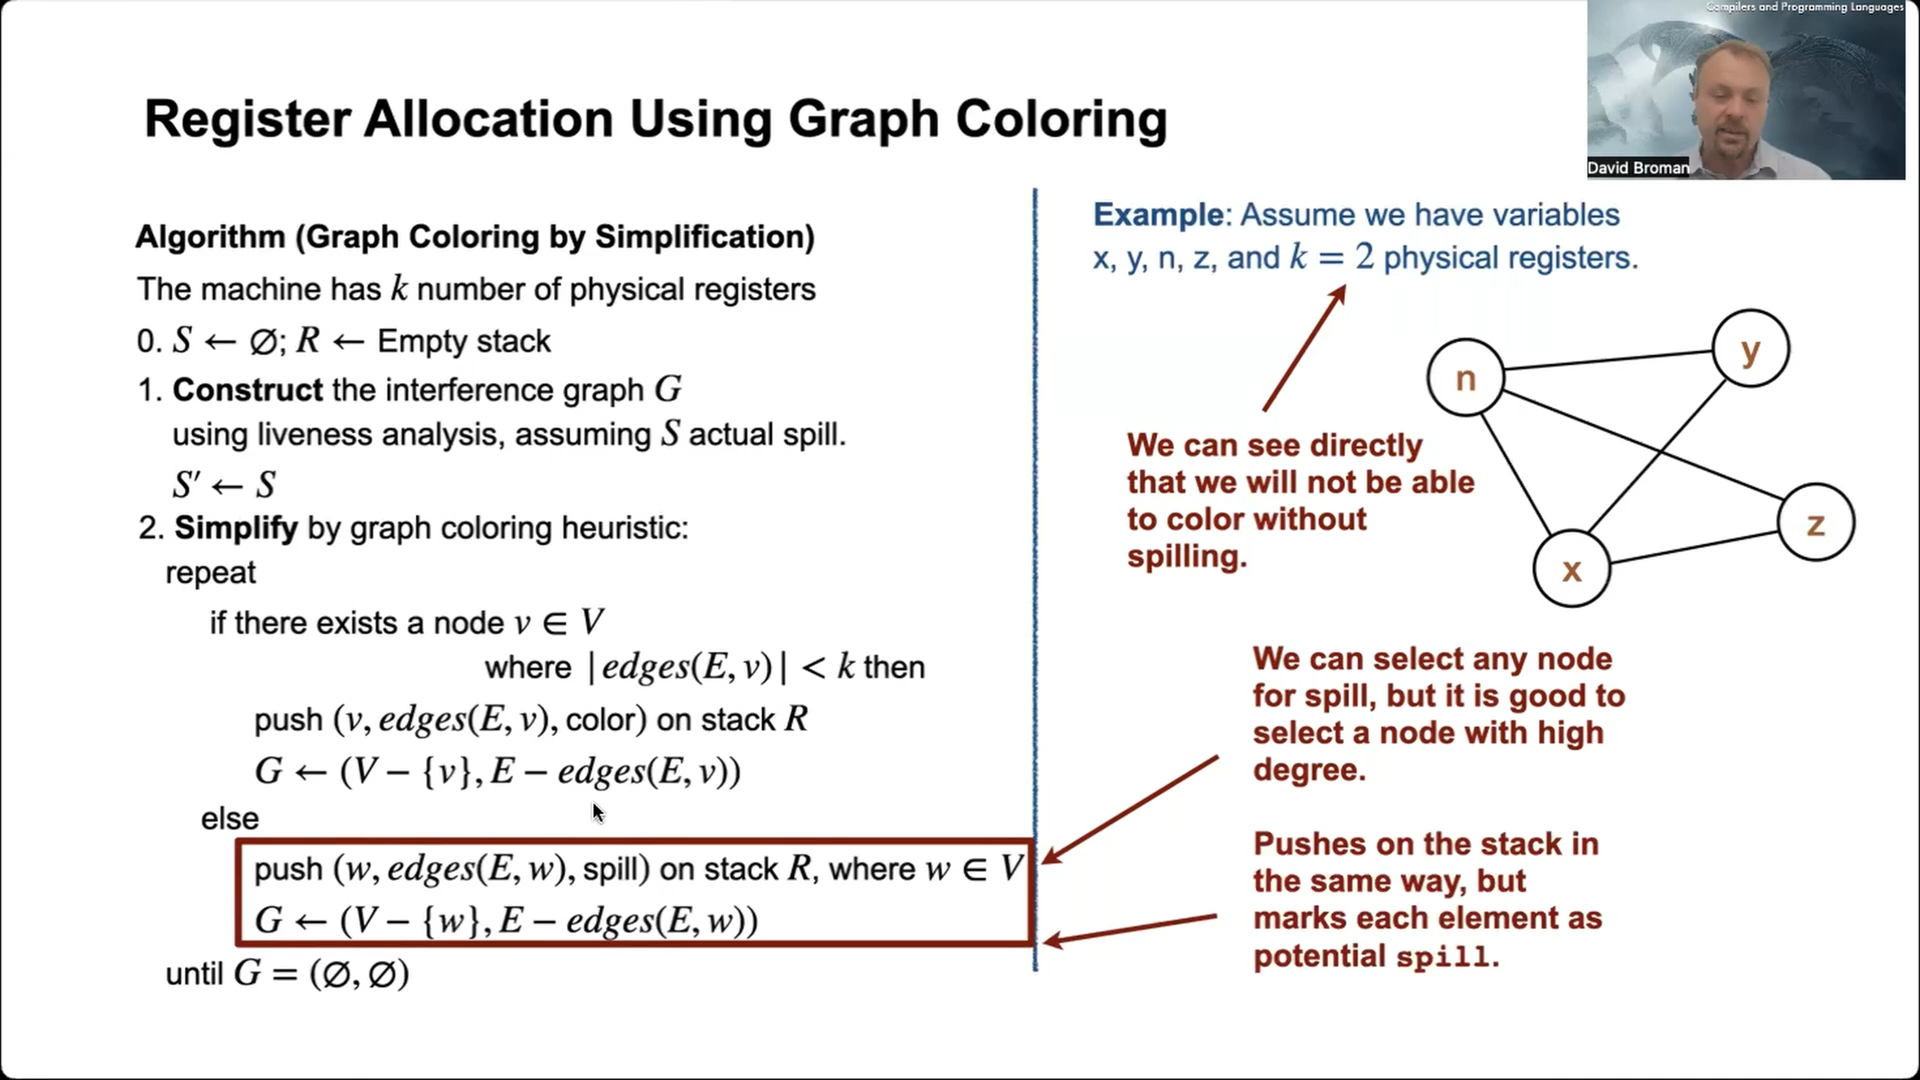 Compilers and Programming Languages
David Broman
Register Allocation Using Graph Coloring
Algorithm (Graph Coloring by Simplification)
The machine has k number of physical registers
0. S ← ∅; R ← Empty stack
1. Construct the interference graph G
using liveness analysis, assuming S actual spill.
S′ ← S
2. Simplify by graph coloring heuristic:
repeat
if there exists a node v ∈ V
where |edges(E, v)| < k then
push (v, edges(E, v), color) on stack R
G ← (V − {v}, E − edges(E, v))
else
push (w, edges(E, w), spill) on stack R, where w ∈ V
G ← (V − {w}, E − edges(E, w))
until G = (∅, ∅)
Example: Assume we have variables
x, y, n, z, and k = 2 physical registers.
We can see directly
that we will not be able
to color without
spilling.
n
y
z
x
We can select any node
for spill, but it is good to
select a node with high
degree.
Pushes on the stack in
the same way, but
marks each element as
potential spill.